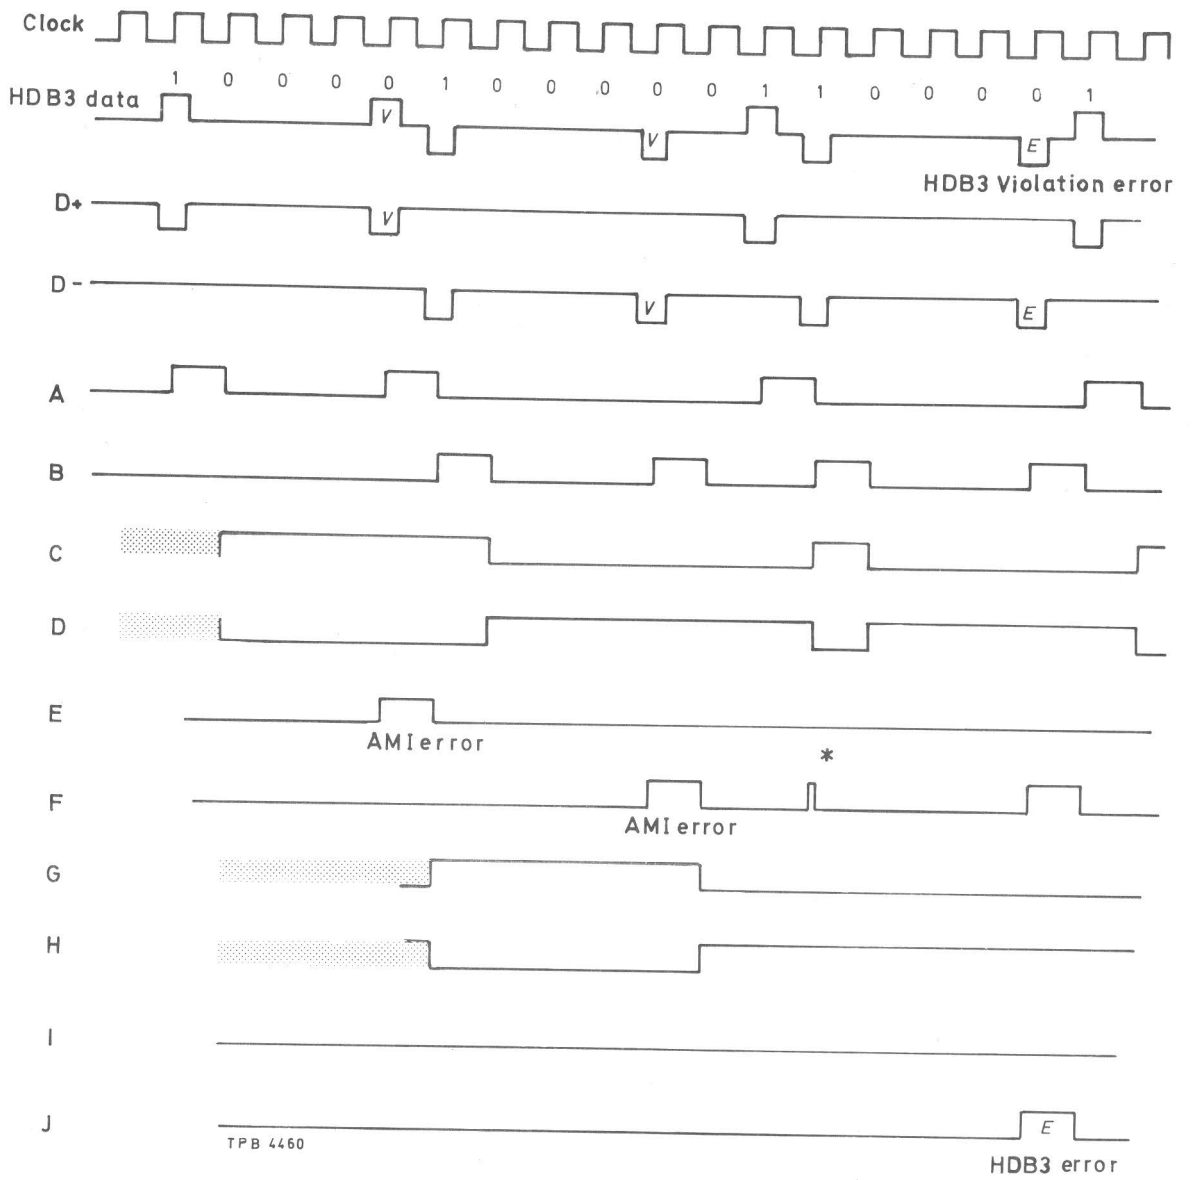 Clock
1 0 0 0 0 1 0 0 0 0 0 1 1 0 0 0 0 1
HDB3 data
V V E
HDB3 Violation error
D+
V
D-
V E
A
B
C
D
E
AMI error
*
F
AMI error
G
H
I
J
E
TPB 4460
HDB3 error